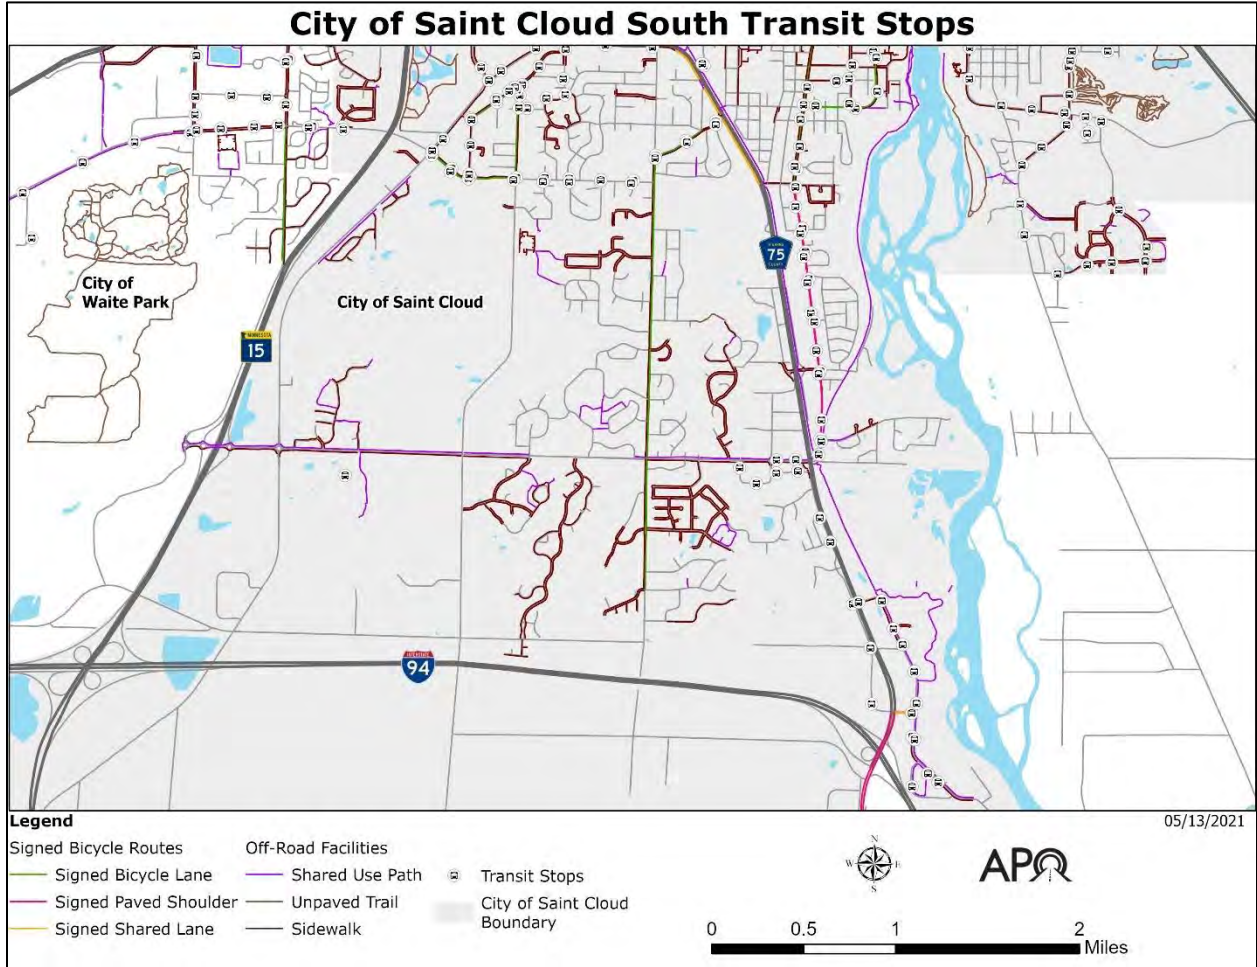 City of Saint Cloud South Transit Stops
City of
Waite Park
City of Saint Cloud
75
MINNESOTA
15
94
Legend
05/13/2021
Signed Bicycle Routes
Signed Bicycle Lane
Signed Paved Shoulder
Signed Shared Lane
Off-Road Facilities
Shared Use Path
Unpaved Trail
Sidewalk
Transit Stops
City of Saint Cloud
Boundary
N
W E
S
APO
0 0.5 1 2
Miles